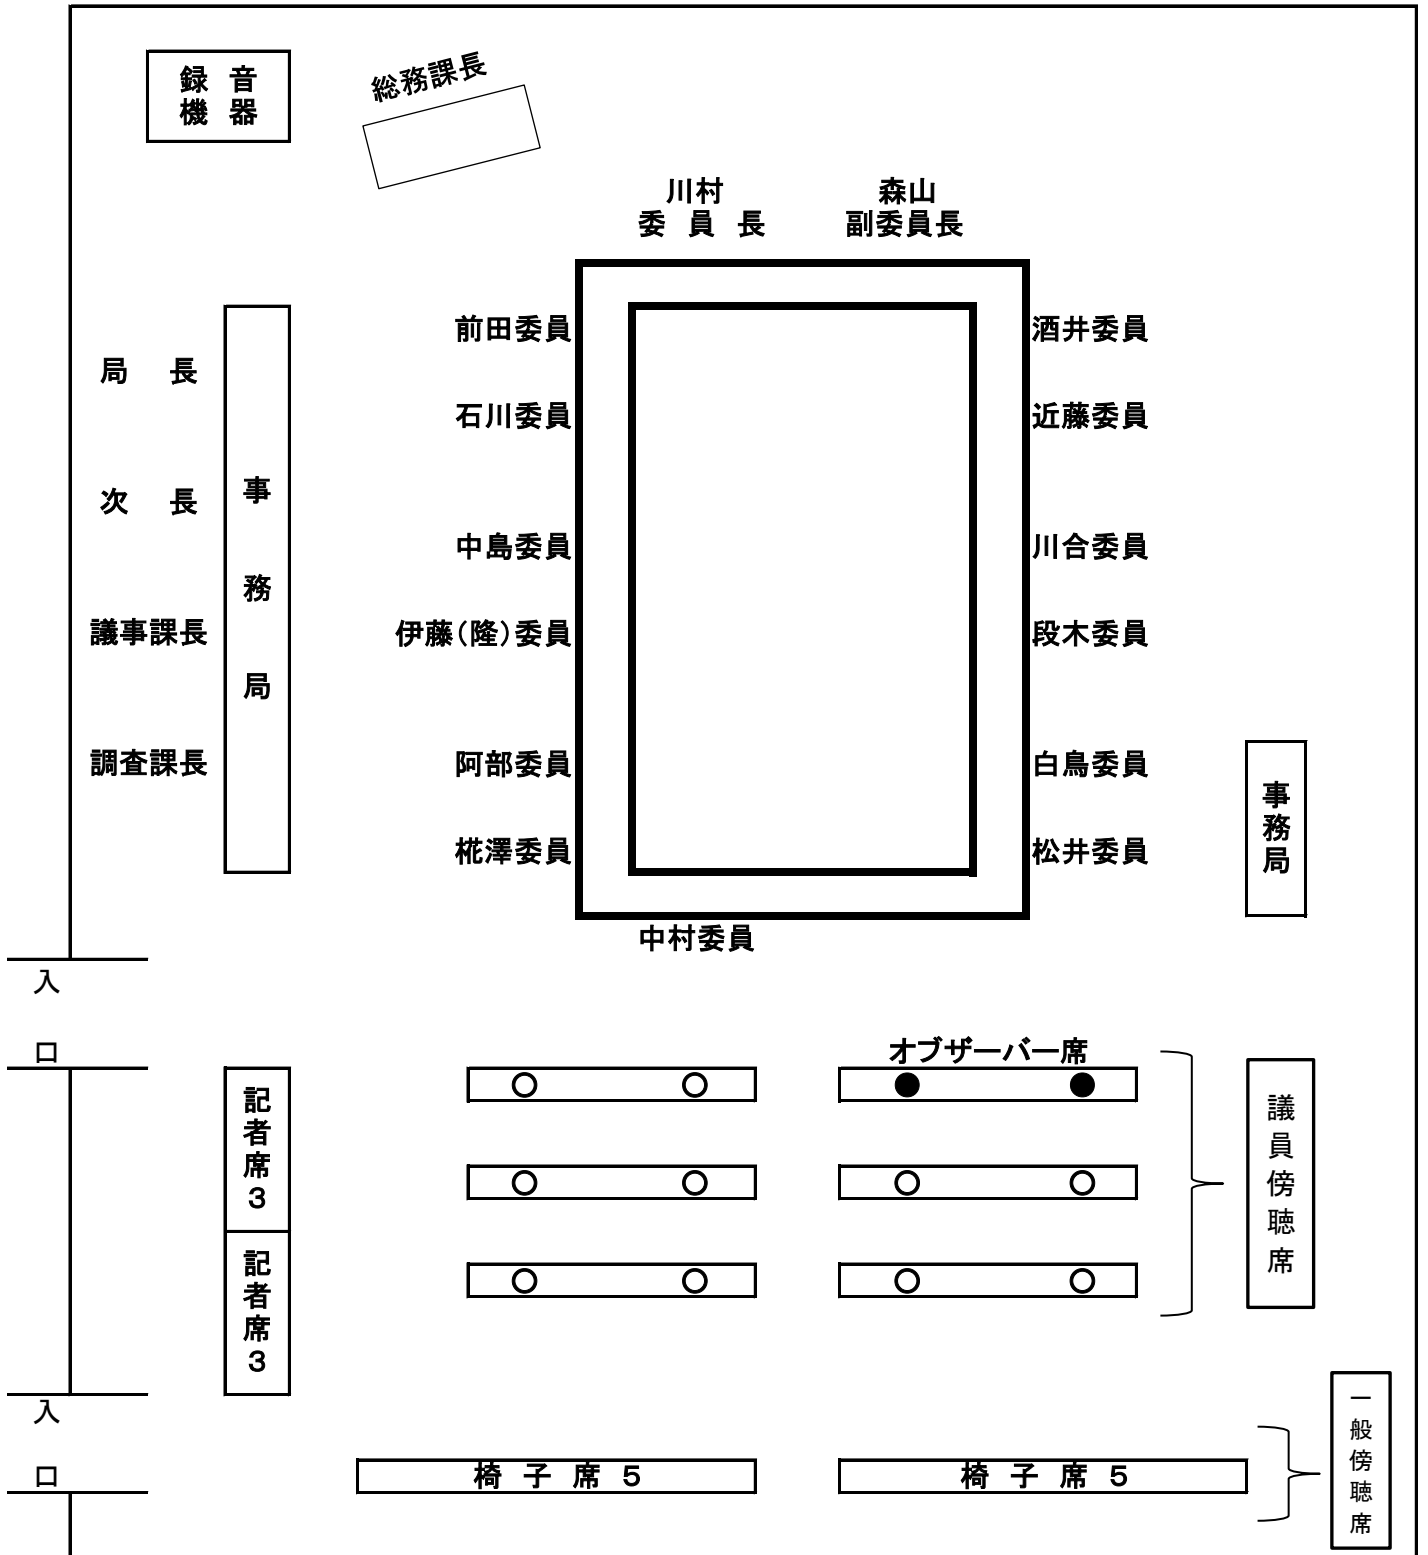 録 音
機 器
総務課長
川村
委 員 長
森山
副委員長
前田委員
酒井委員
局 長
石川委員
近藤委員
次 長
事務局
中島委員
川合委員
議事課長
伊藤（隆）委員
段木委員
調査課長
阿部委員
白鳥委員
事務局
椛澤委員
松井委員
中村委員
入
口
オブザーバー席
記者席３
記者席３
議員傍聴席
入
口
椅 子 席 ５
椅 子 席 ５
一般傍聴席